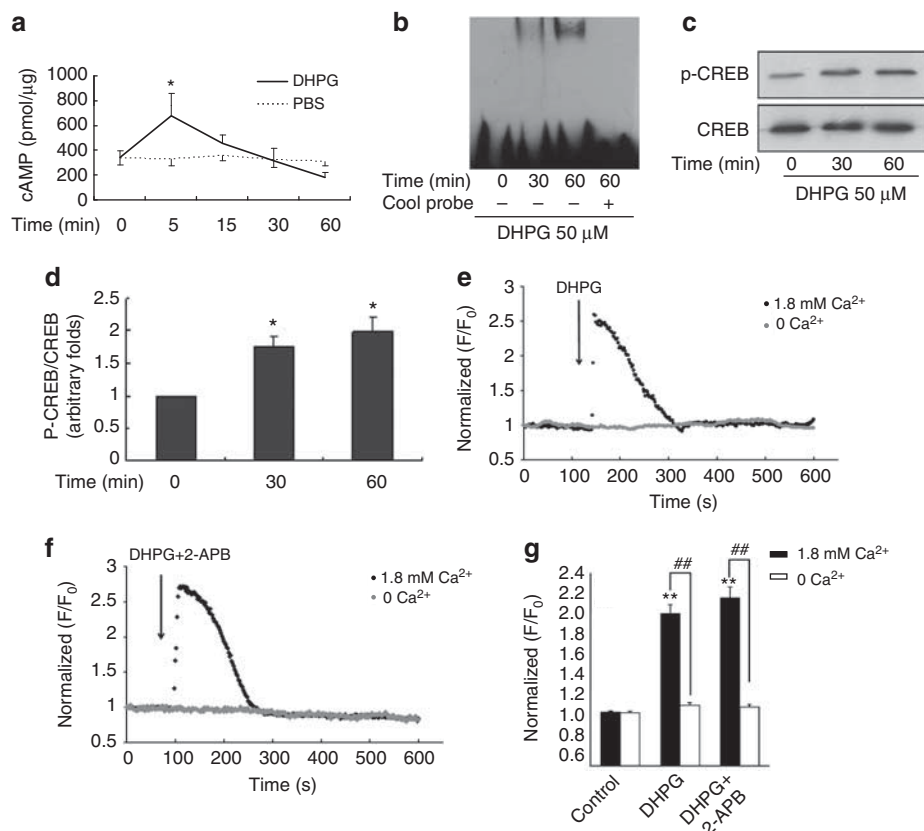 a
cAMP (pmol/μg)
1000
800
600
400
200
0
*
DHPG
PBS
Time (min) 0 5 15 30 60
b
Time (min) 0 30 60 60
Cool probe – – – +
DHPG 50 μM
c
p-CREB
CREB
Time (min) 0 30 60
DHPG 50 μM
d
P-CREB/CREB
(arbitrary folds)
2.5
2
1.5
1
0.5
0
* *
Time (min) 0 30 60
e
DHPG
1.8 mM Ca2+
0 Ca2+
Normalized (F/F0)
3
2.5
2
1.5
1
0.5
0 100 200 300 400 500 600
Time (s)
f
DHPG+2-APB
1.8 mM Ca2+
0 Ca2+
Normalized (F/F0)
3
2.5
2
1.5
1
0.5
0 100 200 300 400 500 600
Time (s)
g
1.8 mM Ca2+
0 Ca2+
Normalized (F/F0)
2.4
2.2
2.0
1.8
1.6
1.4
1.2
1.0
0.8
0.6
## ##
** **
Control
DHPG
DHPG+
2-APB